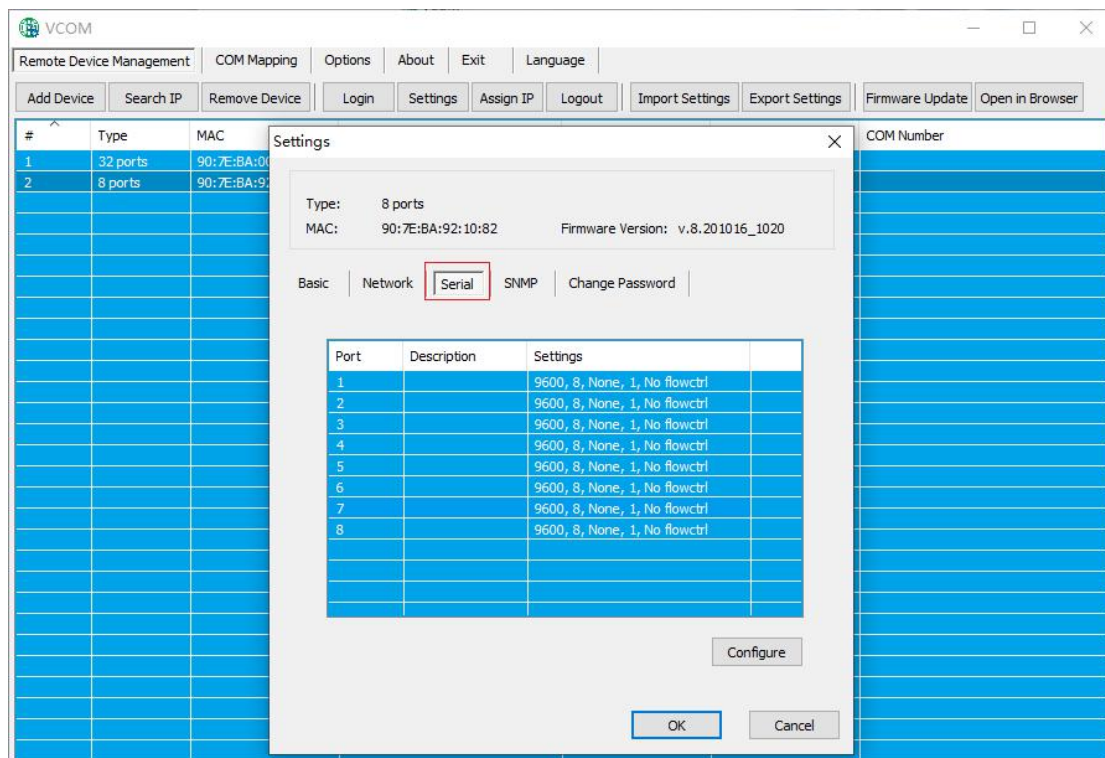 VCOM
Remote Device Management COM Mapping Options About Exit Language
Add Device Search IP Remove Device Login Settings Assign IP Logout Import Settings Export Settings Firmware Update Open in Browser
# Type MAC COM Number
1 32 ports 90:7E:BA:00
2 8 ports 90:7E:BA:92
Settings
Type: 8 ports
MAC: 90:7E:BA:92:10:82 Firmware Version: v.8.201016_1020
Basic Network Serial SNMP Change Password
Port Description Settings
1 9600, 8, None, 1, No flowctrl
2 9600, 8, None, 1, No flowctrl
3 9600, 8, None, 1, No flowctrl
4 9600, 8, None, 1, No flowctrl
5 9600, 8, None, 1, No flowctrl
6 9600, 8, None, 1, No flowctrl
7 9600, 8, None, 1, No flowctrl
8 9600, 8, None, 1, No flowctrl
Configure
OK Cancel